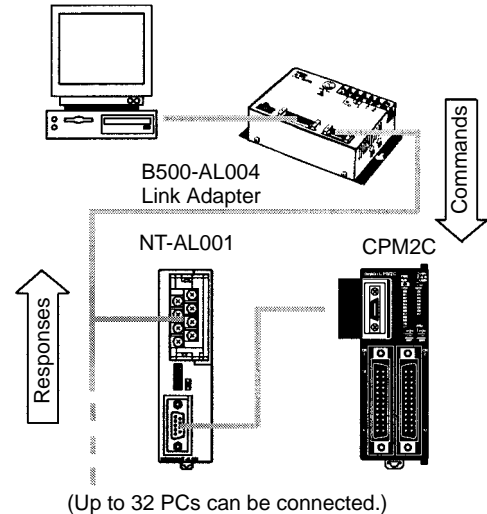 B500-AL004
Link Adapter
Commands
NT-AL001
CPM2C
Responses
(Up to 32 PCs can be connected.)